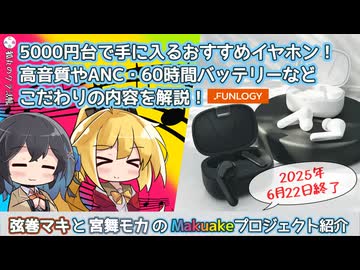 5000円台で手に入るおすすめイヤホン！
高音質やANC・60時間バッテリーなど
こだわりの内容を解説！
.FUNLOGY
2025年
6月22日終了
弦巻マキと宮舞モカのMakuakeプロジェクト紹介